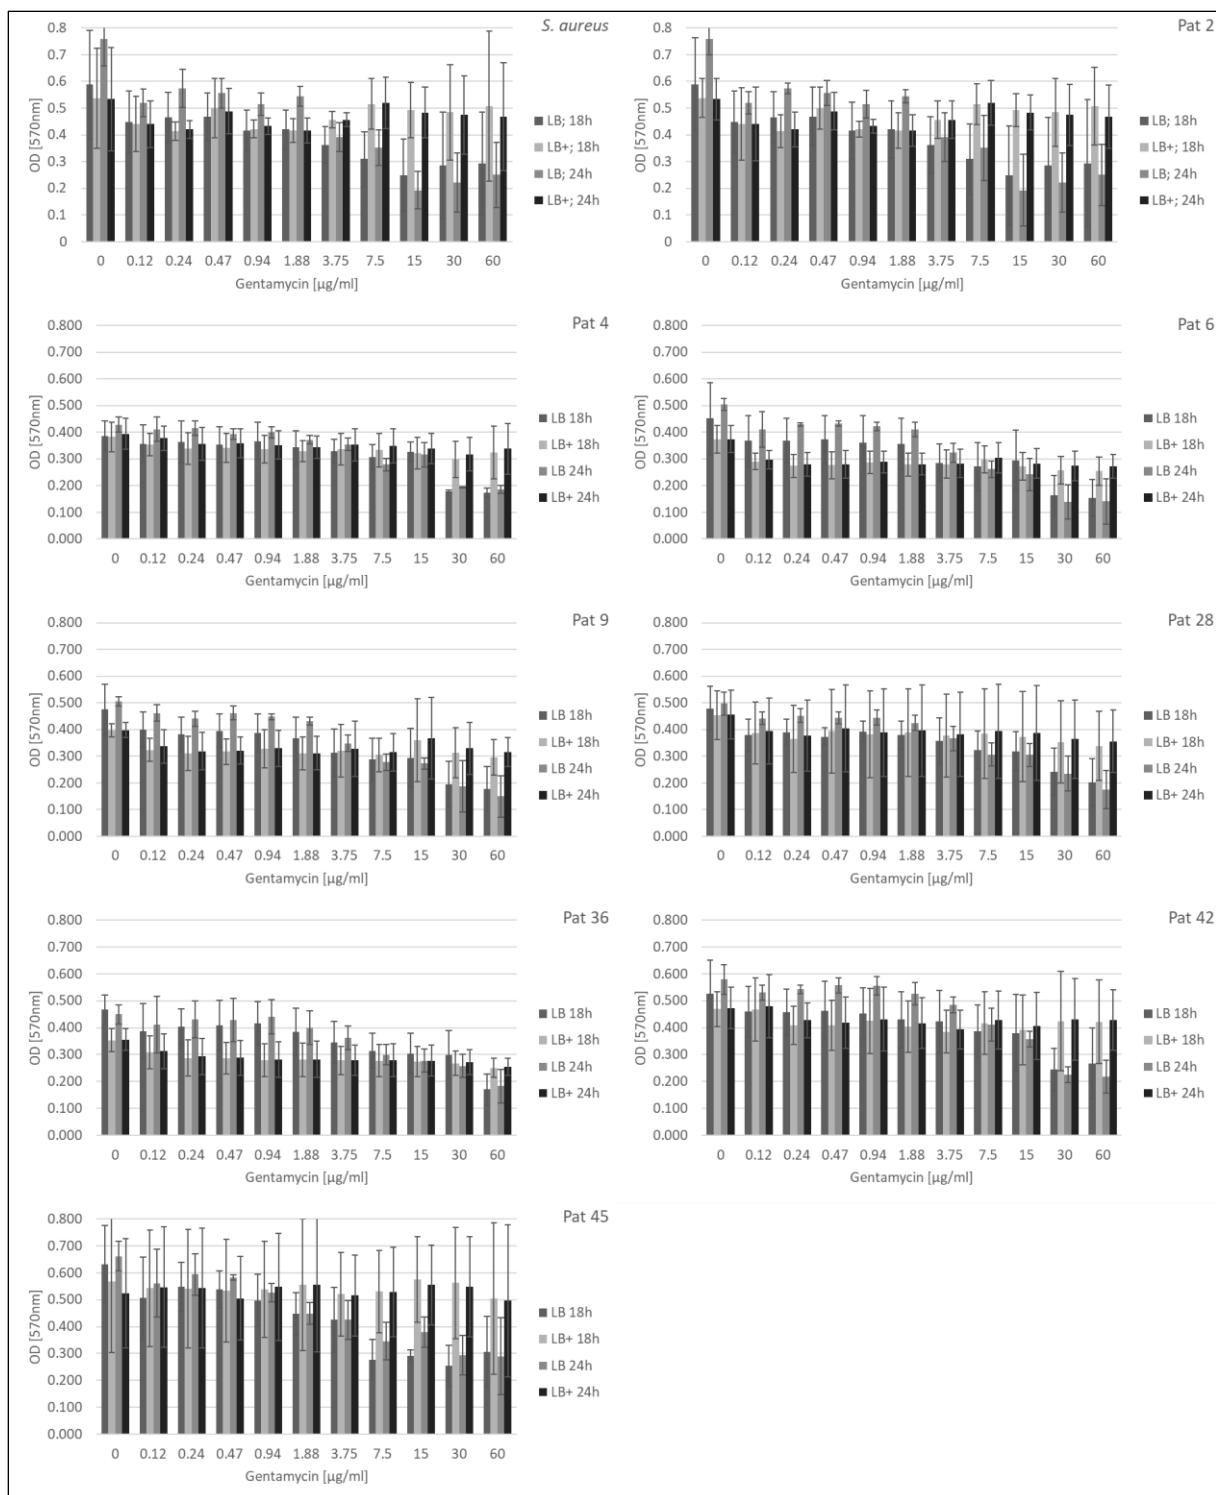 S. aureus
0.8
0.7
0.6
0.5
0.4
0.3
0.2
0.1
0
OD [570nm]
0 0.12 0.24 0.47 0.94 1.88 3.75 7.5 15 30 60
Gentamycin [µg/ml]
LB; 18h
LB+; 18h
LB; 24h
LB+; 24h
Pat 2
0.8
0.7
0.6
0.5
0.4
0.3
0.2
0.1
0
OD [570nm]
0 0.12 0.24 0.47 0.94 1.88 3.75 7.5 15 30 60
Gentamycin [µg/ml]
LB; 18h
LB+; 18h
LB; 24h
LB+; 24h
Pat 4
0.800
0.700
0.600
0.500
0.400
0.300
0.200
0.100
0.000
OD [570nm]
0 0.12 0.24 0.47 0.94 1.88 3.75 7.5 15 30 60
Gentamycin [µg/ml]
LB 18h
LB+ 18h
LB 24h
LB+ 24h
Pat 6
0.800
0.700
0.600
0.500
0.400
0.300
0.200
0.100
0.000
OD [570nm]
0 0.12 0.24 0.47 0.94 1.88 3.75 7.5 15 30 60
Gentamycin [µg/ml]
LB 18h
LB+ 18h
LB 24h
LB+ 24h
Pat 9
0.800
0.700
0.600
0.500
0.400
0.300
0.200
0.100
0.000
OD [570nm]
0 0.12 0.24 0.47 0.94 1.88 3.75 7.5 15 30 60
Gentamycin [µg/ml]
LB 18h
LB+ 18h
LB 24h
LB+ 24h
Pat 28
0.800
0.700
0.600
0.500
0.400
0.300
0.200
0.100
0.000
OD [570nm]
0 0.12 0.24 0.47 0.94 1.88 3.75 7.5 15 30 60
Gentamycin [µg/ml]
LB 18h
LB+ 18h
LB 24h
LB+ 24h
Pat 36
0.800
0.700
0.600
0.500
0.400
0.300
0.200
0.100
0.000
OD [570nm]
0 0.12 0.24 0.47 0.94 1.88 3.75 7.5 15 30 60
Gentamycin [µg/ml]
LB 18h
LB+ 18h
LB 24h
LB+ 24h
Pat 42
0.800
0.700
0.600
0.500
0.400
0.300
0.200
0.100
0.000
OD [570nm]
0 0.12 0.24 0.47 0.94 1.88 3.75 7.5 15 30 60
Gentamycin [µg/ml]
LB 18h
LB+ 18h
LB 24h
LB+ 24h
Pat 45
0.800
0.700
0.600
0.500
0.400
0.300
0.200
0.100
0.000
OD [570nm]
0 0.12 0.24 0.47 0.94 1.88 3.75 7.5 15 30 60
Gentamycin [µg/ml]
LB 18h
LB+ 18h
LB 24h
LB+ 24h